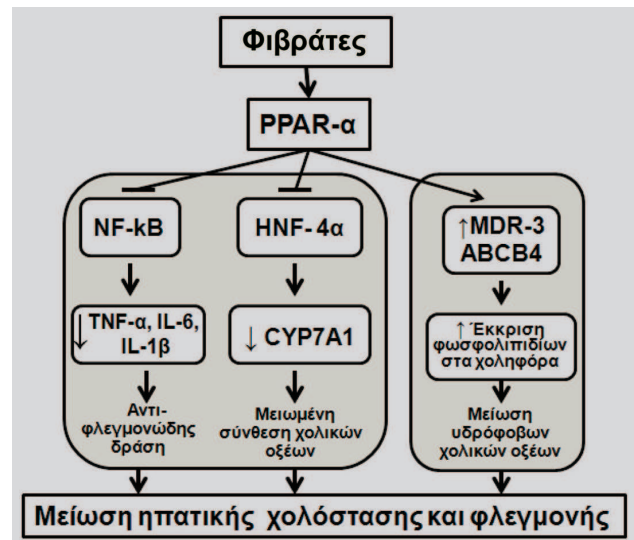 Φιβράτες
PPAR-α
NF-kB
HNF- 4α
↑MDR-3
ABCB4
↓TNF-α, IL-6,
IL-1β
↓ CYP7A1
↑ Έκκριση
φωσφολιπιδίων
στα χοληφόρα
Αντι-
φλεγμονώδης
δράση
Μειωμένη
σύνθεση χολικών
οξέων
Μείωση
υδρόφοβων
χολικών οξέων
Μείωση ηπατικής χολόστασης και φλεγμονής